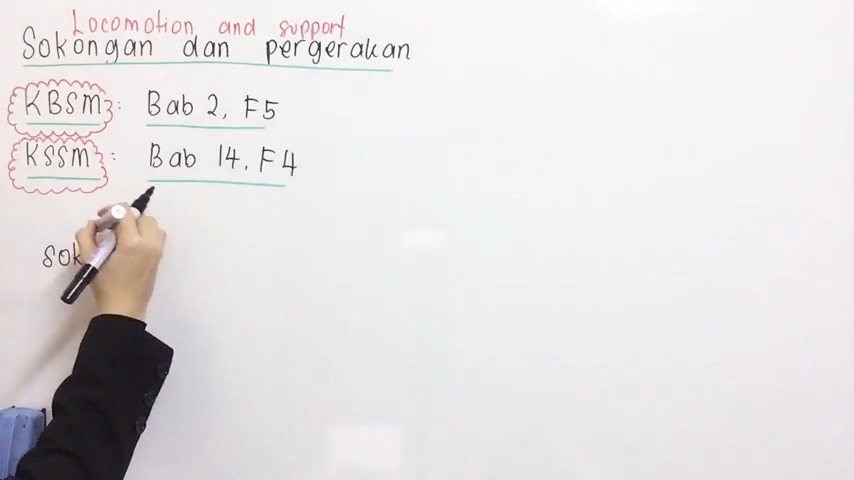 Locomotion and support
Sokongan dan pergerakan
KBSM : Bab 2, F5
KSSM : Bab 14, F4
sok